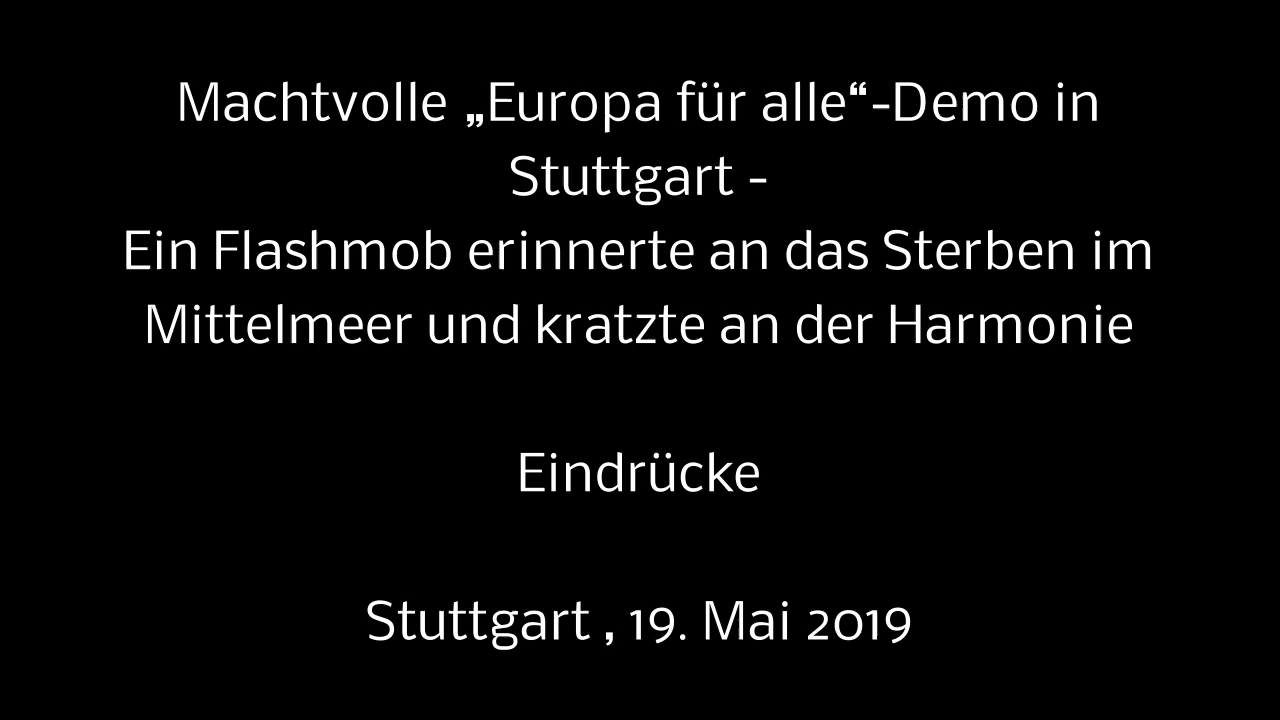 Machtvolle „Europa für alle“-Demo in
Stuttgart -
Ein Flashmob erinnerte an das Sterben im
Mittelmeer und kratzte an der Harmonie
Eindrücke
Stuttgart , 19. Mai 2019